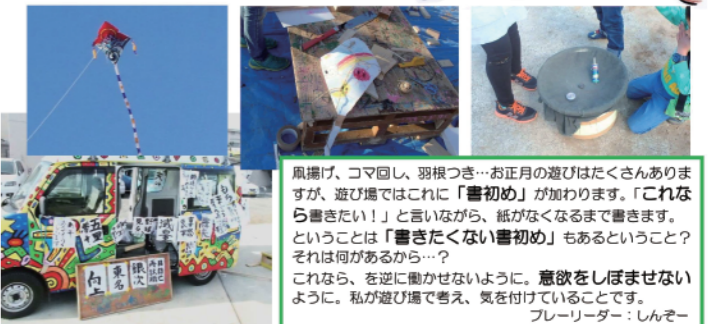 凧揚げ、コマ回し、羽根つき…お正月の遊びはたくさんありま
すが、遊び場ではこれに「書初め」が加わります。「これな
ら書きたい！」と言いながら、紙がなくなるまで書きます。
ということは「書きたくない書初め」もあるということ？
それは何があるから…？
これなら、を逆に働かせないように。意欲をしぼませない
ように。私が遊び場で考え、気を付けていることです。
プレーリーダー：しんぞー
向上
東名
銀次